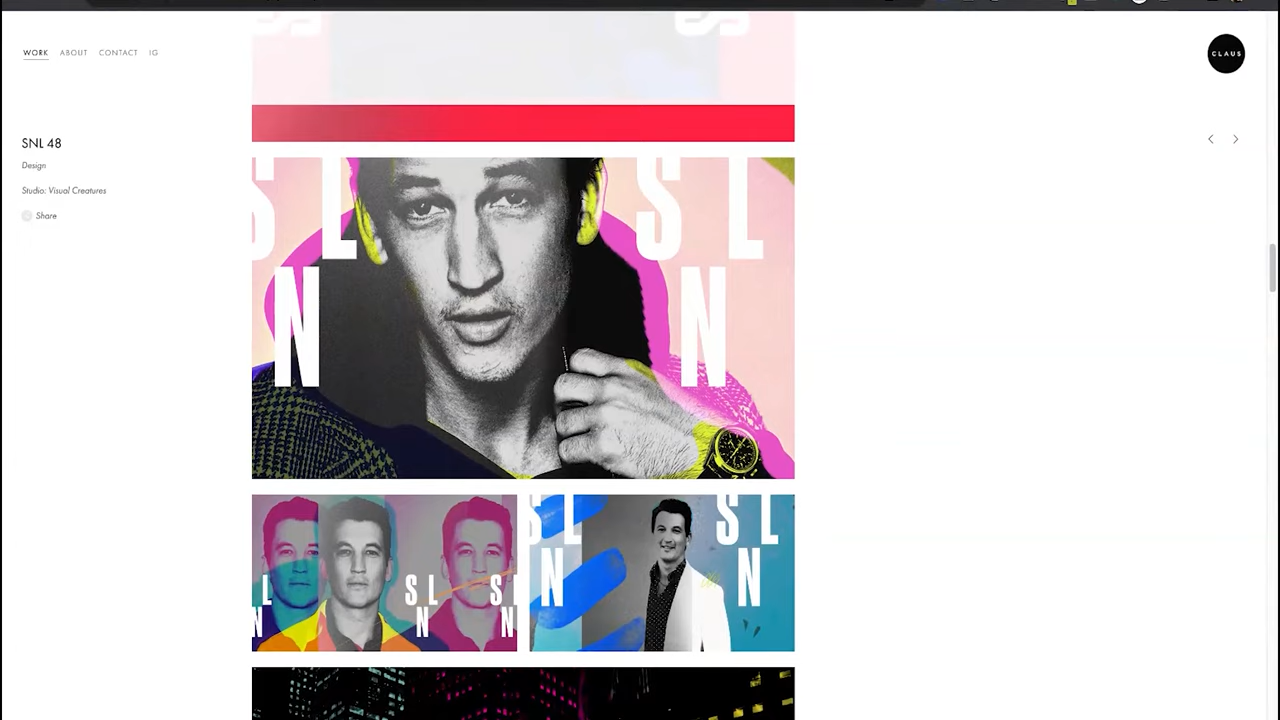 WORK ABOUT CONTACT IG
CLAUS
SNL 48
Design
Studio: Visual Creatures
Share
S L S L
N N
S L S L
L S L S
N N N
N N